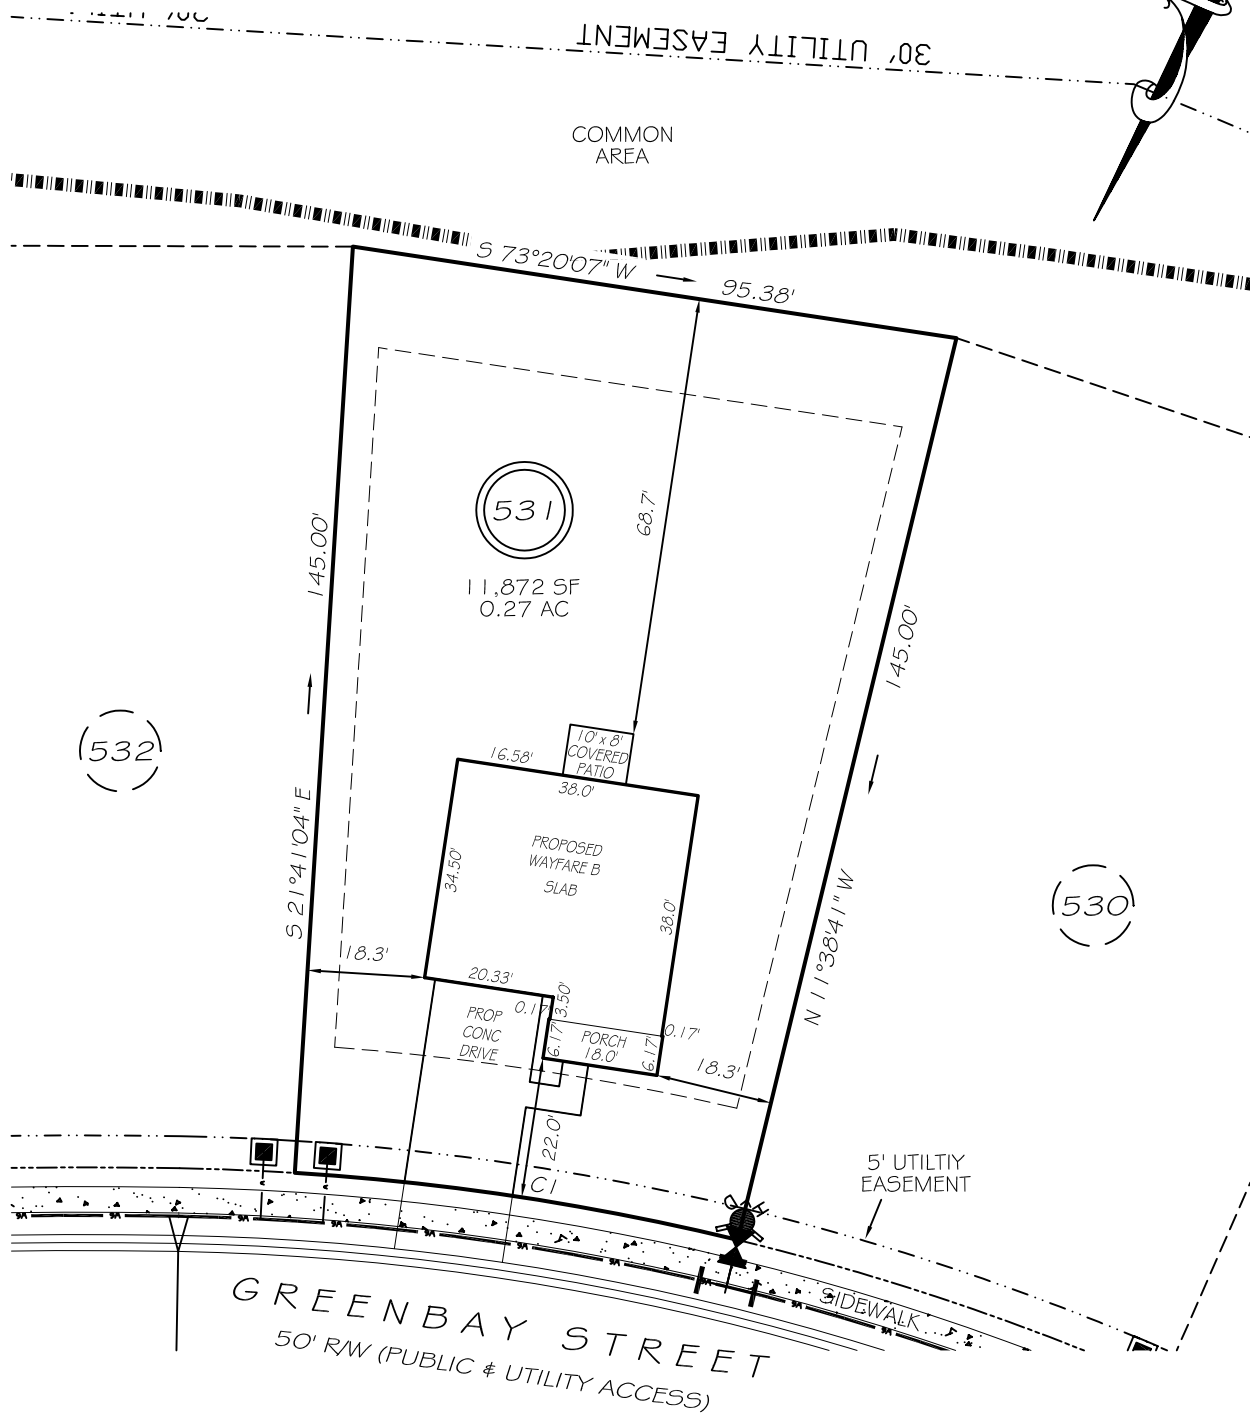 30' UTILITY EASEMENT
COMMON
AREA
S 73°20'07" W
95.38'
531
11,872 SF
0.27 AC
145.00'
S 21°41'04" E
68.7'
145.00'
N 11°38'41" W
532
530
10' x 8'
COVERED
PATIO
16.58'
38.0'
PROPOSED
WAYFARE B
SLAB
34.50'
38.0'
18.3'
20.33'
0.17'
3.50'
PROP
CONC
DRIVE
6.17'
PORCH
18.0'
6.17'
0.17'
18.3'
22.0'
C1
5' UTILTIY
EASEMENT
SIDEWALK
GREENBAY STREET
50' R/W (PUBLIC & UTILITY ACCESS)